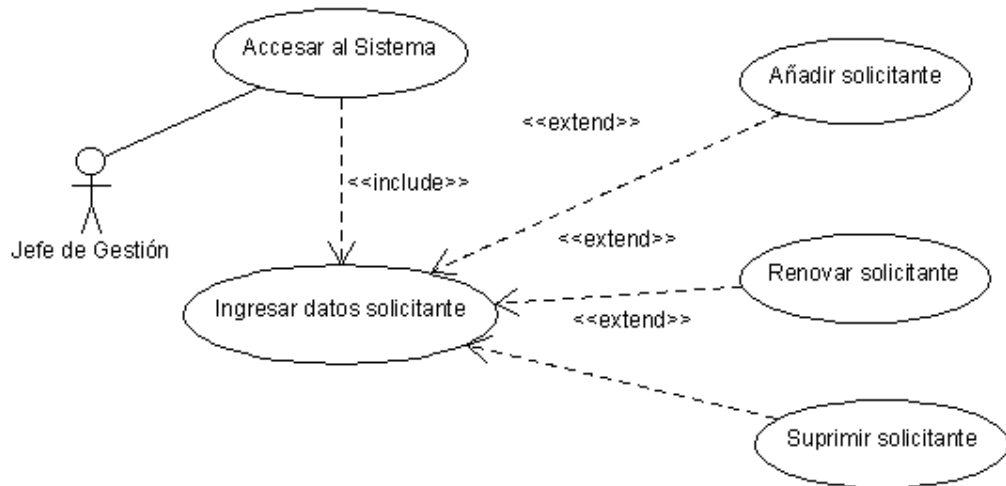 Accesar al Sistema
Añadir solicitante
<<extend>>
<<include>>
Jefe de Gestión
<<extend>>
Renovar solicitante
Ingresar datos solicitante
<<extend>>
Suprimir solicitante